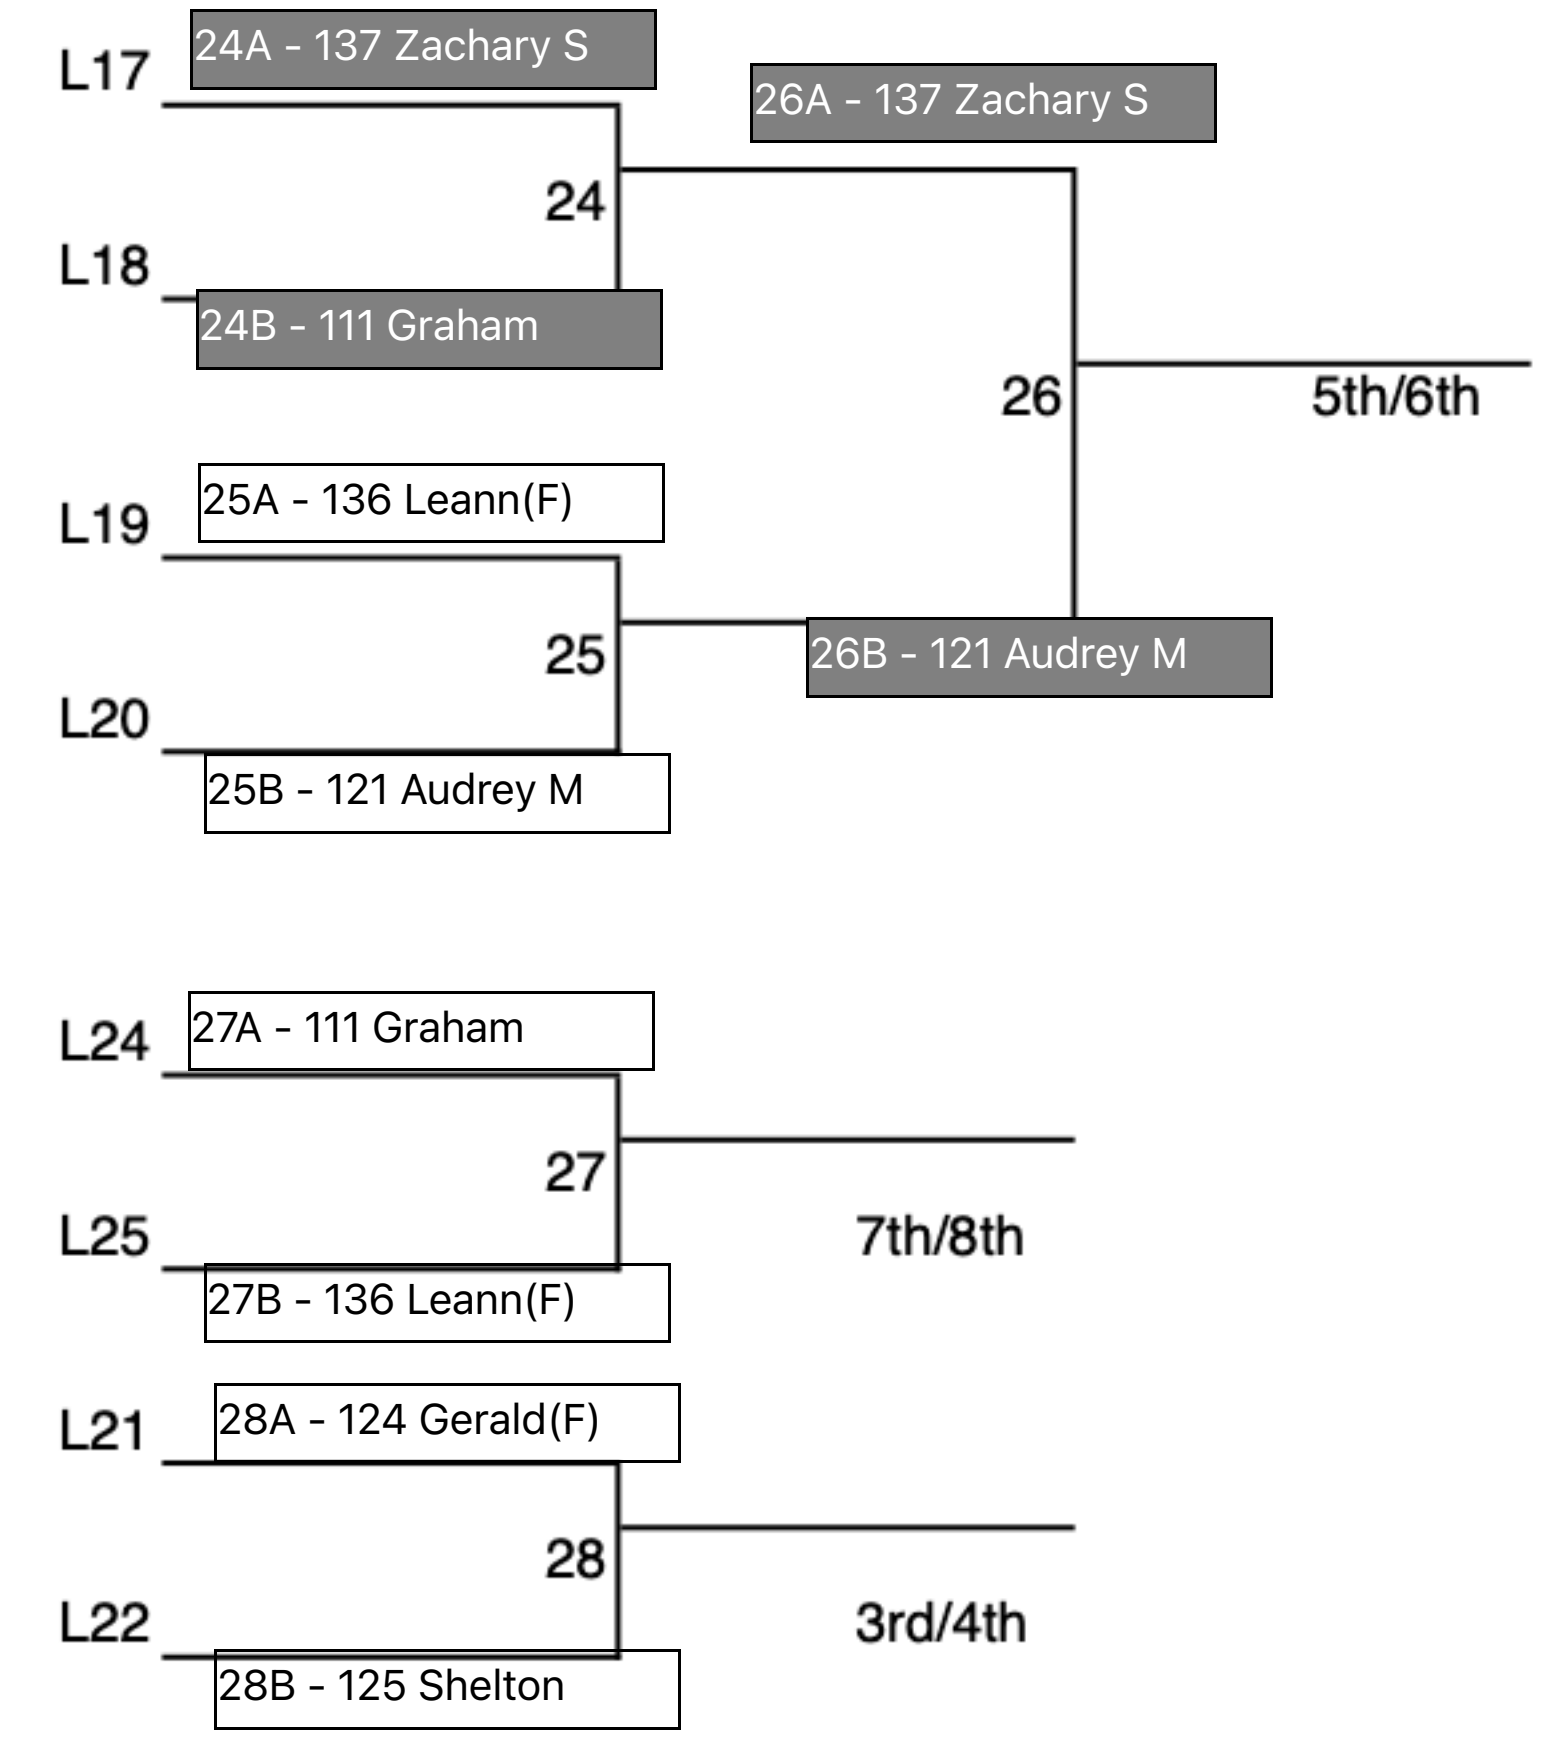 L17
24A - 137 Zachary S
26A - 137 Zachary S
24
L18
24B - 111 Graham
26
5th/6th
L19
25A - 136 Leann(F)
25
26B - 121 Audrey M
L20
25B - 121 Audrey M
L24
27A - 111 Graham
27
L25
7th/8th
27B - 136 Leann(F)
L21
28A - 124 Gerald(F)
28
L22
3rd/4th
28B - 125 Shelton